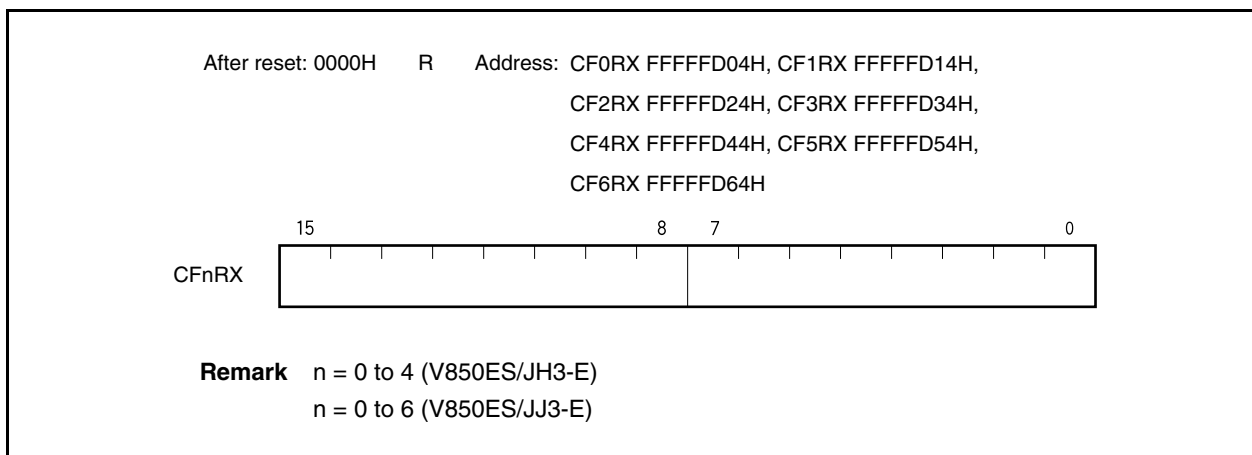 After reset: 0000H R Address: CF0RX FFFFFD04H, CF1RX FFFFFD14H,
CF2RX FFFFFD24H, CF3RX FFFFFD34H,
CF4RX FFFFFD44H, CF5RX FFFFFD54H,
CF6RX FFFFFD64H
15 8 7 0
CFnRX
Remark n = 0 to 4 (V850ES/JH3-E)
n = 0 to 6 (V850ES/JJ3-E)